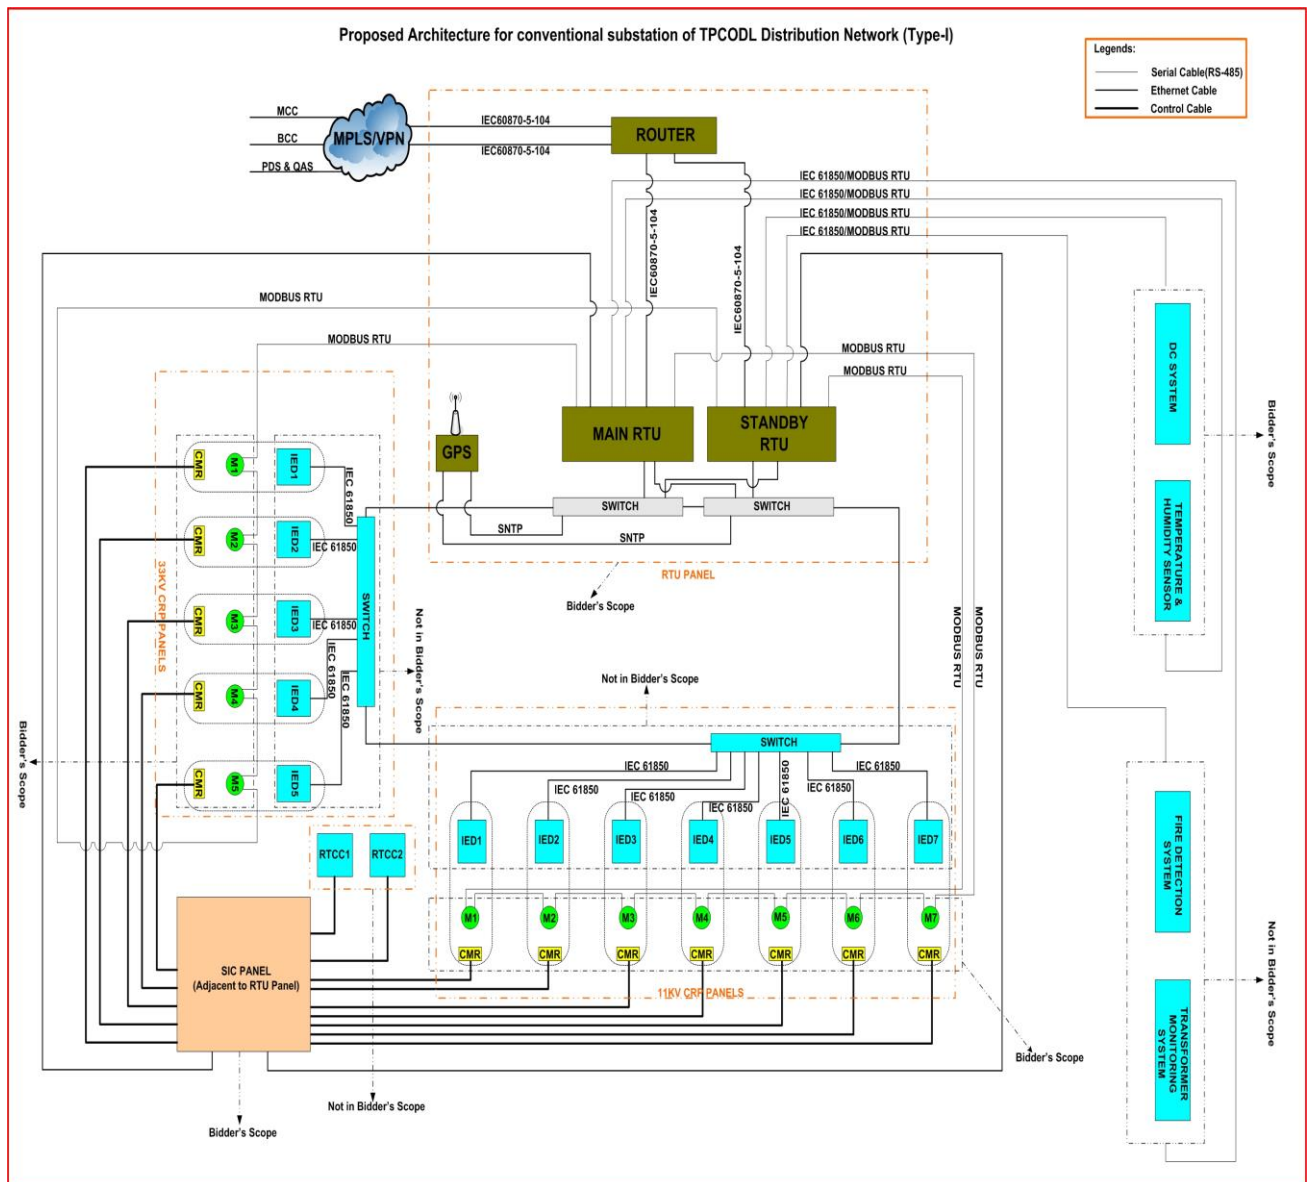 Proposed Architecture for conventional substation of TPCODL Distribution Network (Type-I)
Legends:
Serial Cable(RS-485)
Ethernet Cable
Control Cable
MCC
BCC
PDS & QAS
MPLS/VPN
IEC60870-5-104
IEC60870-5-104
ROUTER
IEC 61850/MODBUS RTU
IEC 61850/MODBUS RTU
IEC 61850/MODBUS RTU
IEC 61850/MODBUS RTU
IEC60870-5-104
IEC60870-5-104
MODBUS RTU
MODBUS RTU
MODBUS RTU
MODBUS RTU
MAIN RTU
STANDBY
RTU
GPS
SWITCH
SWITCH
SNTP
SNTP
RTU PANEL
Bidder's Scope
DC SYSTEM
TEMPERATURE &
HUMIDITY SENSOR
Bidder's Scope
33KV CRP PANELS
CMR
M1
IED1
IEC 61850
CMR
M2
IED2
IEC 61850
CMR
M3
IED3
IEC 61850
CMR
M4
IED4
IEC 61850
CMR
M5
IED5
IEC 61850
SWITCH
Not in Bidder's Scope
Bidder's Scope
MODBUS RTU
MODBUS RTU
Not in Bidder's Scope
SWITCH
IEC 61850
IEC 61850
IEC 61850
IEC 61850
IEC 61850
IEC 61850
IEC 61850
IED1
IED2
IED3
IED4
IED5
IED6
IED7
M1
M2
M3
M4
M5
M6
M7
CMR
CMR
CMR
CMR
CMR
CMR
CMR
11KV CRP PANELS
Bidder's Scope
RTCC1
RTCC2
Not in Bidder's Scope
SIC PANEL
(Adjacent to RTU Panel)
Bidder's Scope
FIRE DETECTION
SYSTEM
TRANSFORMER
MONITORING
SYSTEM
Not in Bidder's Scope